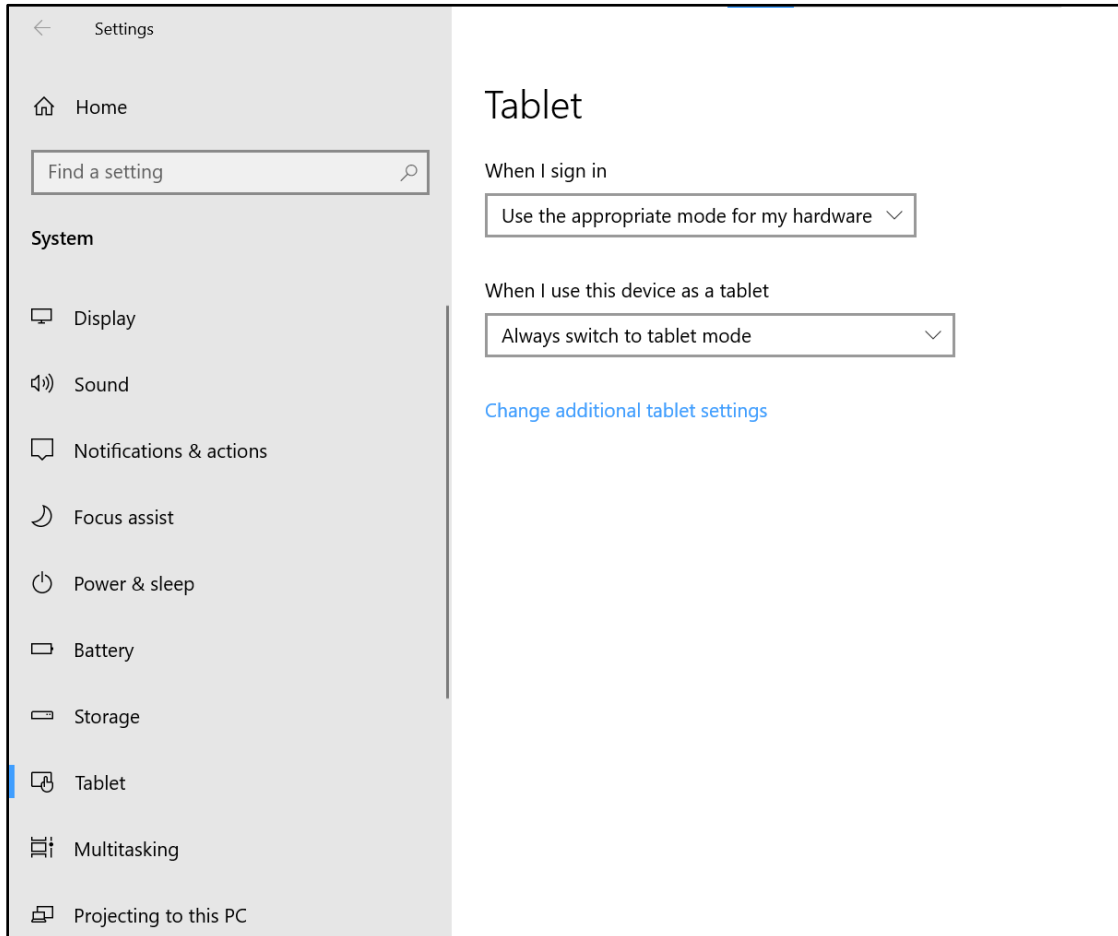 Settings
Home
Find a setting
System
Display
Sound
Notifications & actions
Focus assist
Power & sleep
Battery
Storage
Tablet
Multitasking
Projecting to this PC
Tablet
When I sign in
Use the appropriate mode for my hardware
When I use this device as a tablet
Always switch to tablet mode
Change additional tablet settings